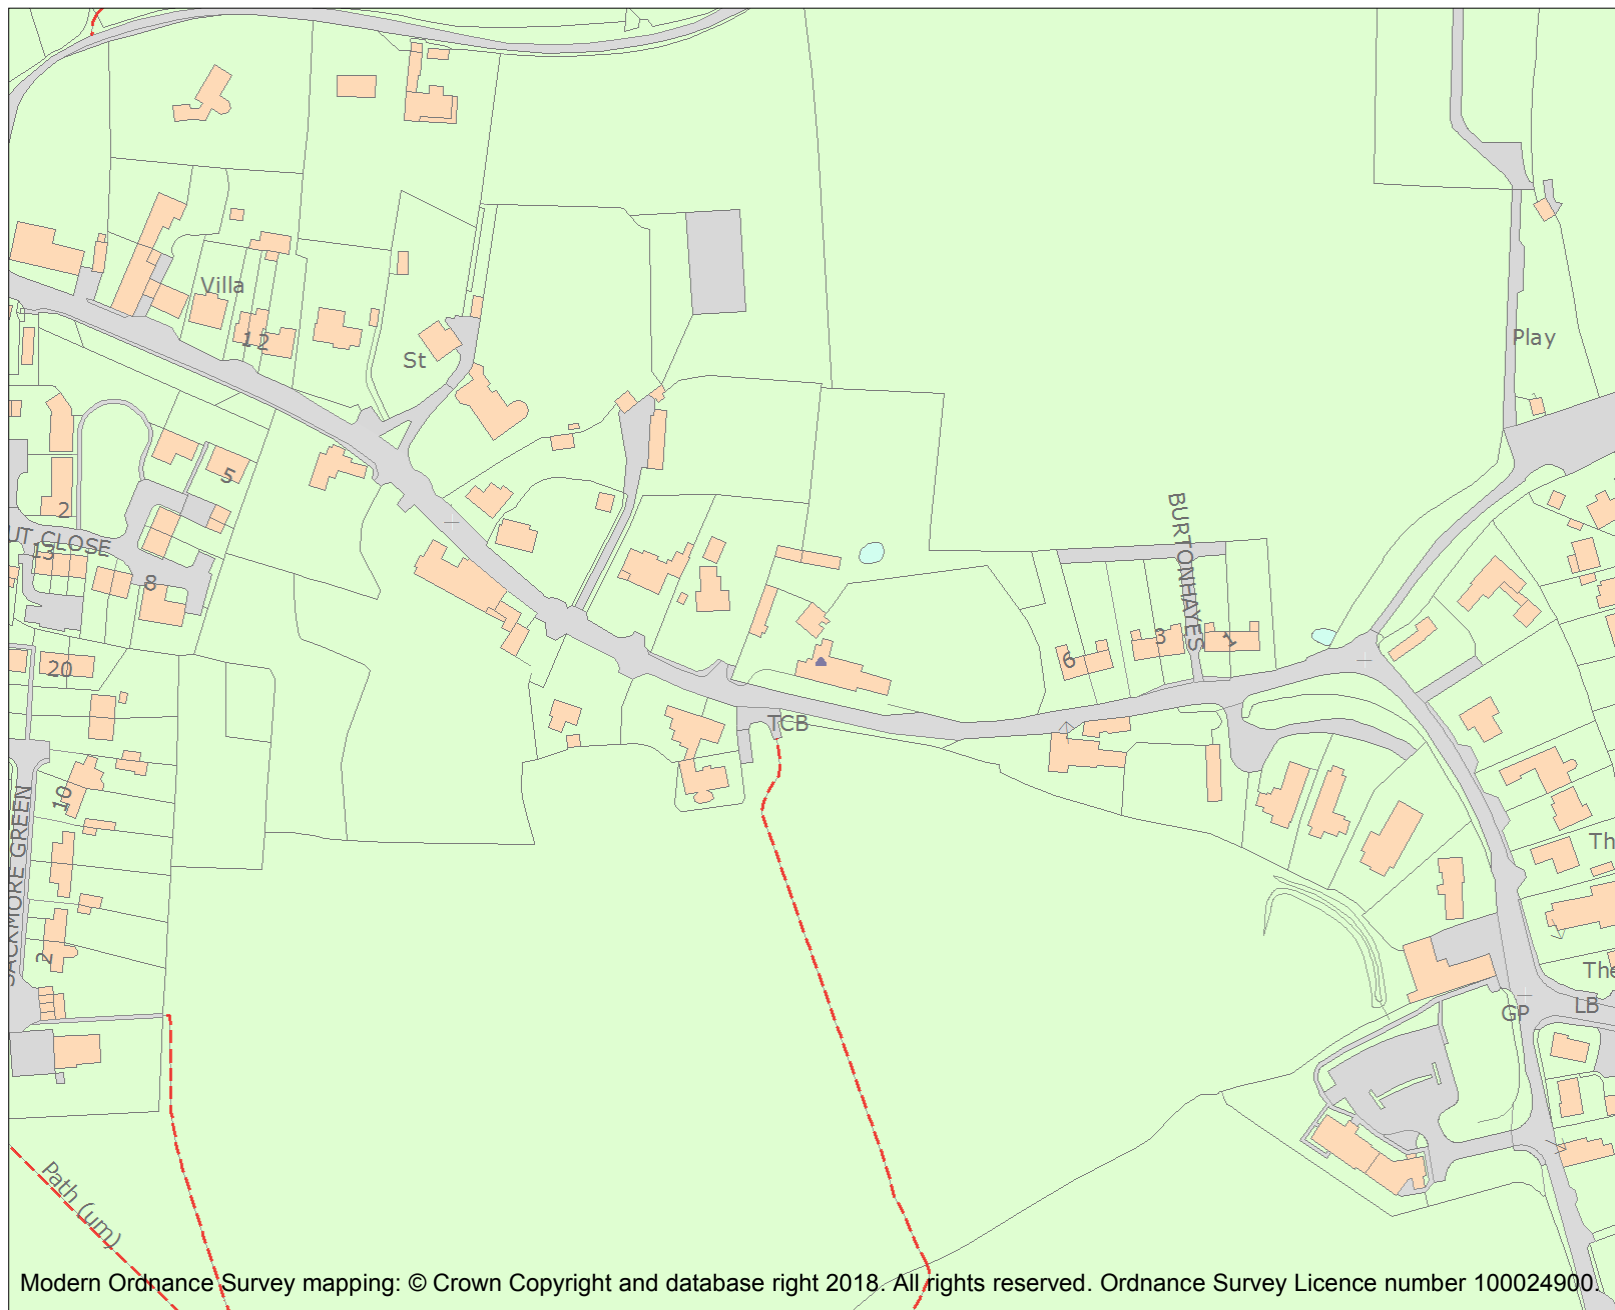 Villa
12
St
Play
5
2
UT CLOSE
13
8
BURTONHAYES
3
1
6
20
TCB
10
SACKMORE GREEN
2
Th
The
GP
LB
Path (um)
Modern Ordnance Survey mapping: © Crown Copyright and database right 2018. All rights reserved. Ordnance Survey Licence number 100024900.